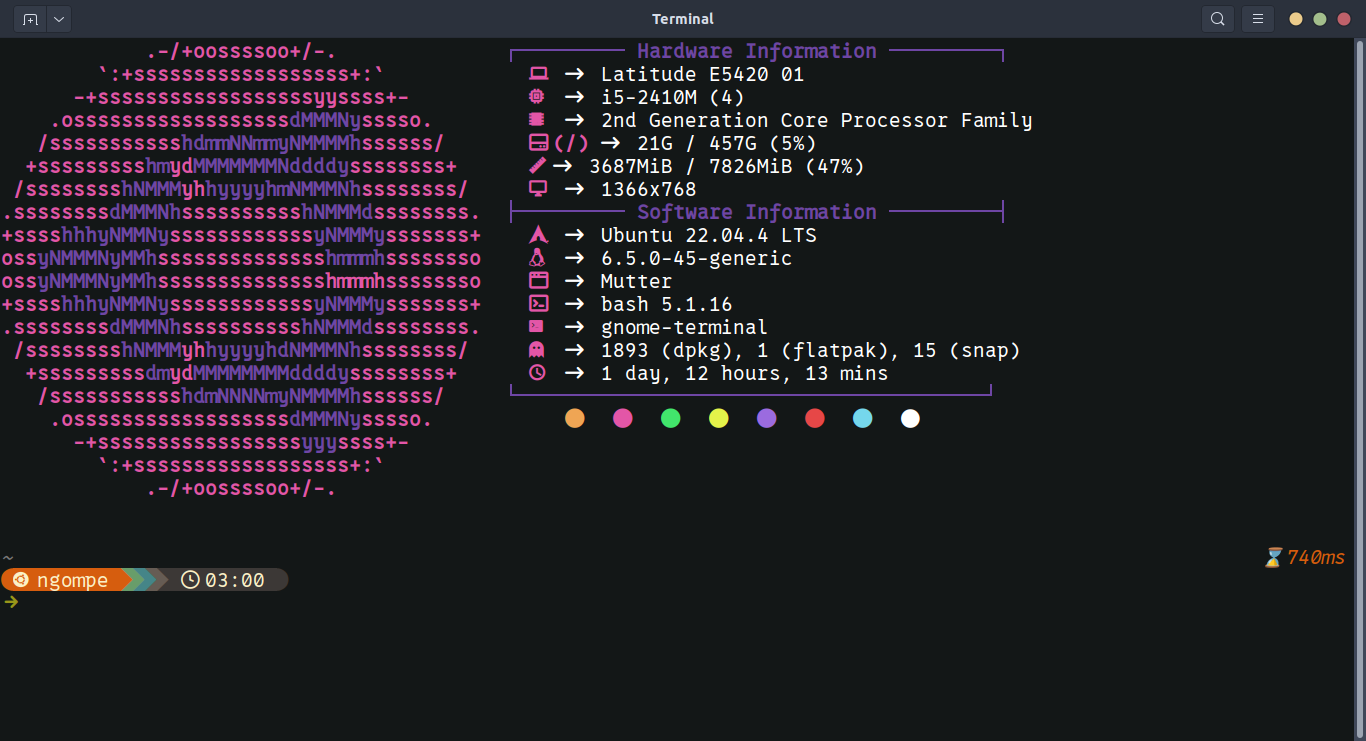 Terminal
.-/+oossssoo+/-.
`:+ssssssssssssssssss+:`
-+ssssssssssssssssssyyssss+-
.ossssssssssssssssssdMMMNysssso.
/ssssssssssshdmmNNmmyNMMMMhssssss/
+ssssssssshmydMMMMMMMNddddyssssssss+
/sssssssshNMMMyhhyyyyhmNMMMNhssssssss/
.ssssssssdMMMNhsssssssssshNMMMdssssssss.
+sssshhhyNMMNyssssssssssssyNMMMysssssss+
ossyNMMMNyMMhsssssssssssssshmmmhssssssso
ossyNMMMNyMMhsssssssssssssshmmmhssssssso
+sssshhhyNMMNyssssssssssssyNMMMysssssss+
.ssssssssdMMMNhsssssssssshNMMMdssssssss.
/sssssssshNMMMyhhyyyyhdNMMMNhssssssss/
+sssssssssdmydMMMMMMMMddddyssssssss+
/ssssssssssshdmNNNNmyNMMMMhssssss/
.ossssssssssssssssssdMMMNysssso.
-+sssssssssssssssssyyyssss+-
`:+ssssssssssssssssss+:`
.-/+oossssoo+/-.
Hardware Information
→ Latitude E5420 01
→ i5-2410M (4)
→ 2nd Generation Core Processor Family
(/) → 21G / 457G (5%)
→ 3687MiB / 7826MiB (47%)
→ 1366x768
Software Information
→ Ubuntu 22.04.4 LTS
→ 6.5.0-45-generic
→ Mutter
→ bash 5.1.16
→ gnome-terminal
→ 1893 (dpkg), 1 (flatpak), 15 (snap)
→ 1 day, 12 hours, 13 mins
~ 740ms
ngompe 03:00
→